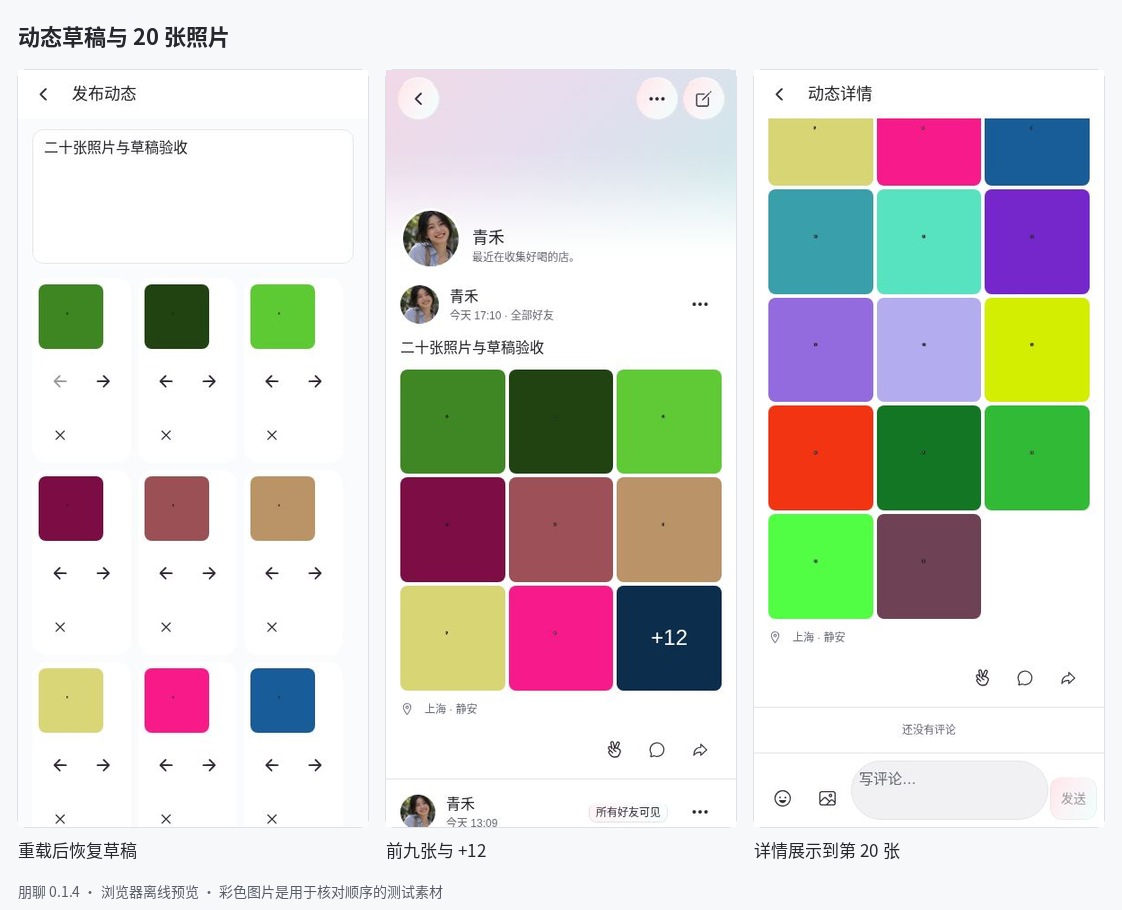 动态草稿与 20 张照片
发布动态
二十张照片与草稿验收
重载后恢复草稿
青禾
最近在收集好喝的店。
青禾
今天 17:10 · 全部好友
二十张照片与草稿验收
+12
上海 · 静安
青禾
今天 13:09
所有好友可见
前九张与 +12
动态详情
上海 · 静安
还没有评论
写评论…
发送
详情展示到第 20 张
朋聊 0.1.4 · 浏览器离线预览 · 彩色图片是用于核对顺序的测试素材